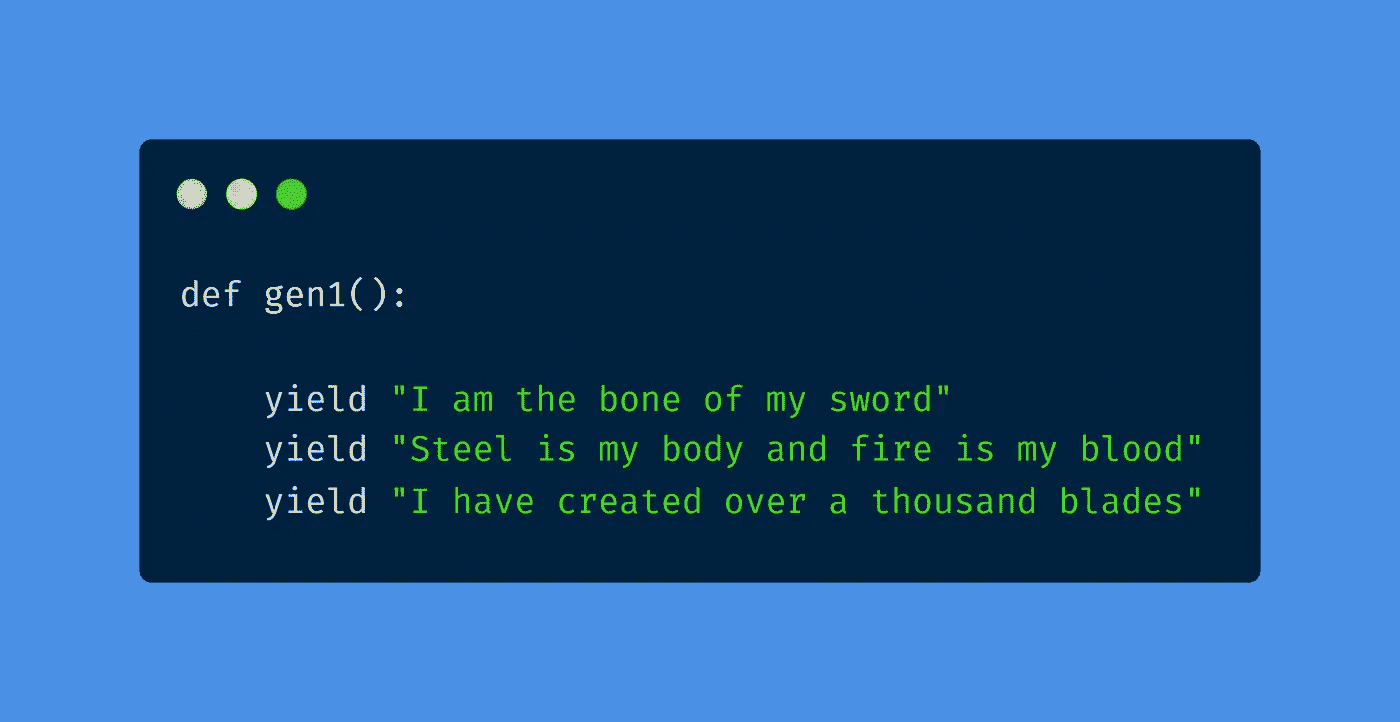 def gen1():
    yield "I am the bone of my sword"
    yield "Steel is my body and fire is my blood"
    yield "I have created over a thousand blades"